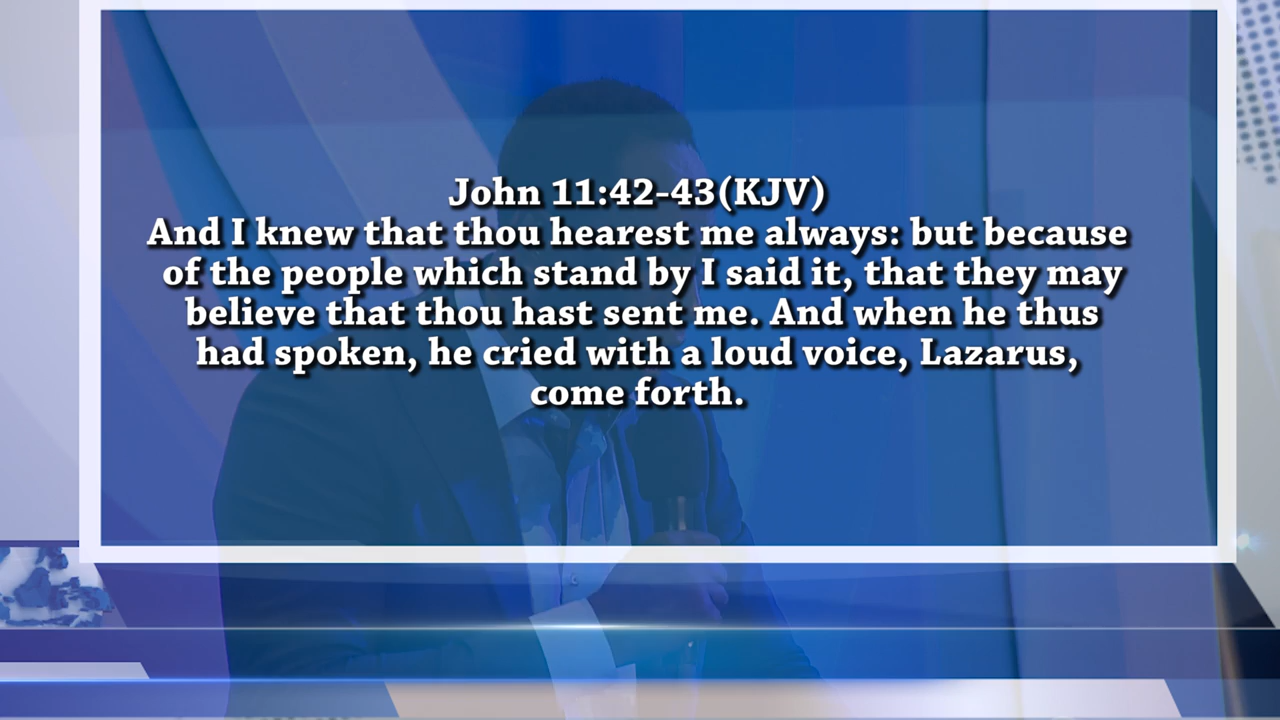 John 11:42-43(KJV)
And I knew that thou hearest me always: but because
of the people which stand by I said it, that they may
believe that thou hast sent me. And when he thus
had spoken, he cried with a loud voice, Lazarus,
come forth.